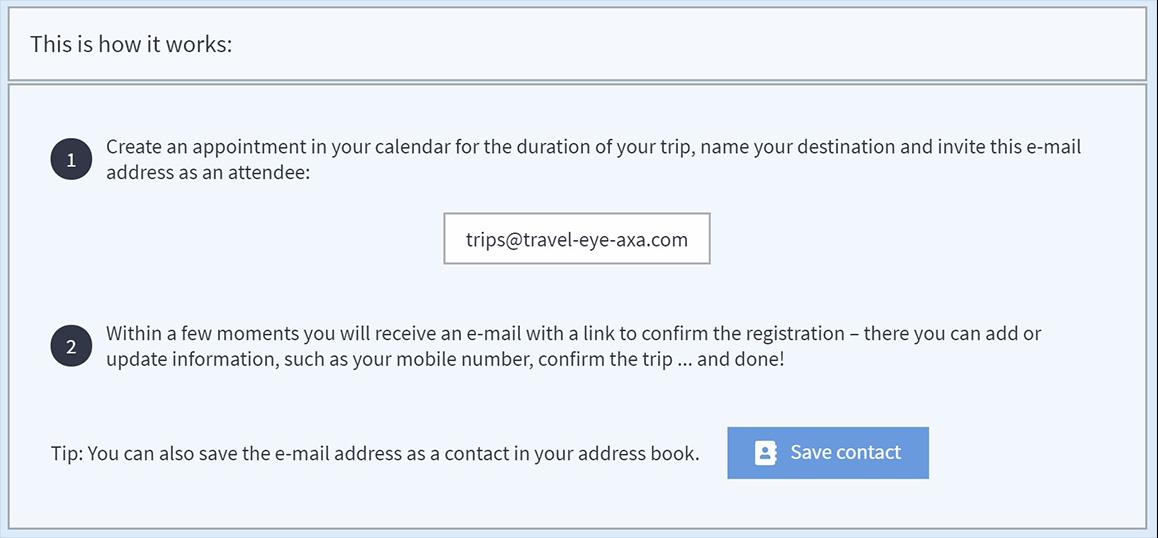 This is how it works:
1
Create an appointment in your calendar for the duration of your trip, name your destination and invite this e-mail
address as an attendee:
trips@travel-eye-axa.com
2
Within a few moments you will receive an e-mail with a link to confirm the registration – there you can add or
update information, such as your mobile number, confirm the trip ... and done!
Tip: You can also save the e-mail address as a contact in your address book.
Save contact